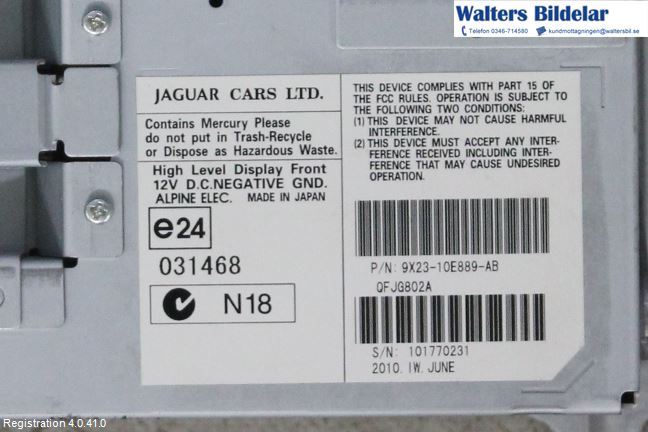 Walters Bildelar
Telefon 0346-714580 kundmottagningen@waltersbil.se
JAGUAR CARS LTD.
Contains Mercury Please
do not put in Trash-Recycle
or Dispose as Hazardous Waste.
High Level Display Front
12V D.C.NEGATIVE GND.
ALPINE ELEC. MADE IN JAPAN
e24
031468
N18
THIS DEVICE COMPLIES WITH PART 15 OF
THE FCC RULES. OPERATION IS SUBJECT TO
THE FOLLOWING TWO CONDITIONS:
(1) THIS DEVICE MAY NOT CAUSE HARMFUL
INTERFERENCE.
(2) THIS DEVICE MUST ACCEPT ANY INTER-
FERENCE RECEIVED INCLUDING INTER-
FERENCE THAT MAY CAUSE UNDESIRED
OPERATION.
P/N: 9X23-10E889-AB
QFJG802A
S/N: 101770231
2010. 1W. JUNE
Registration 4.0.41.0